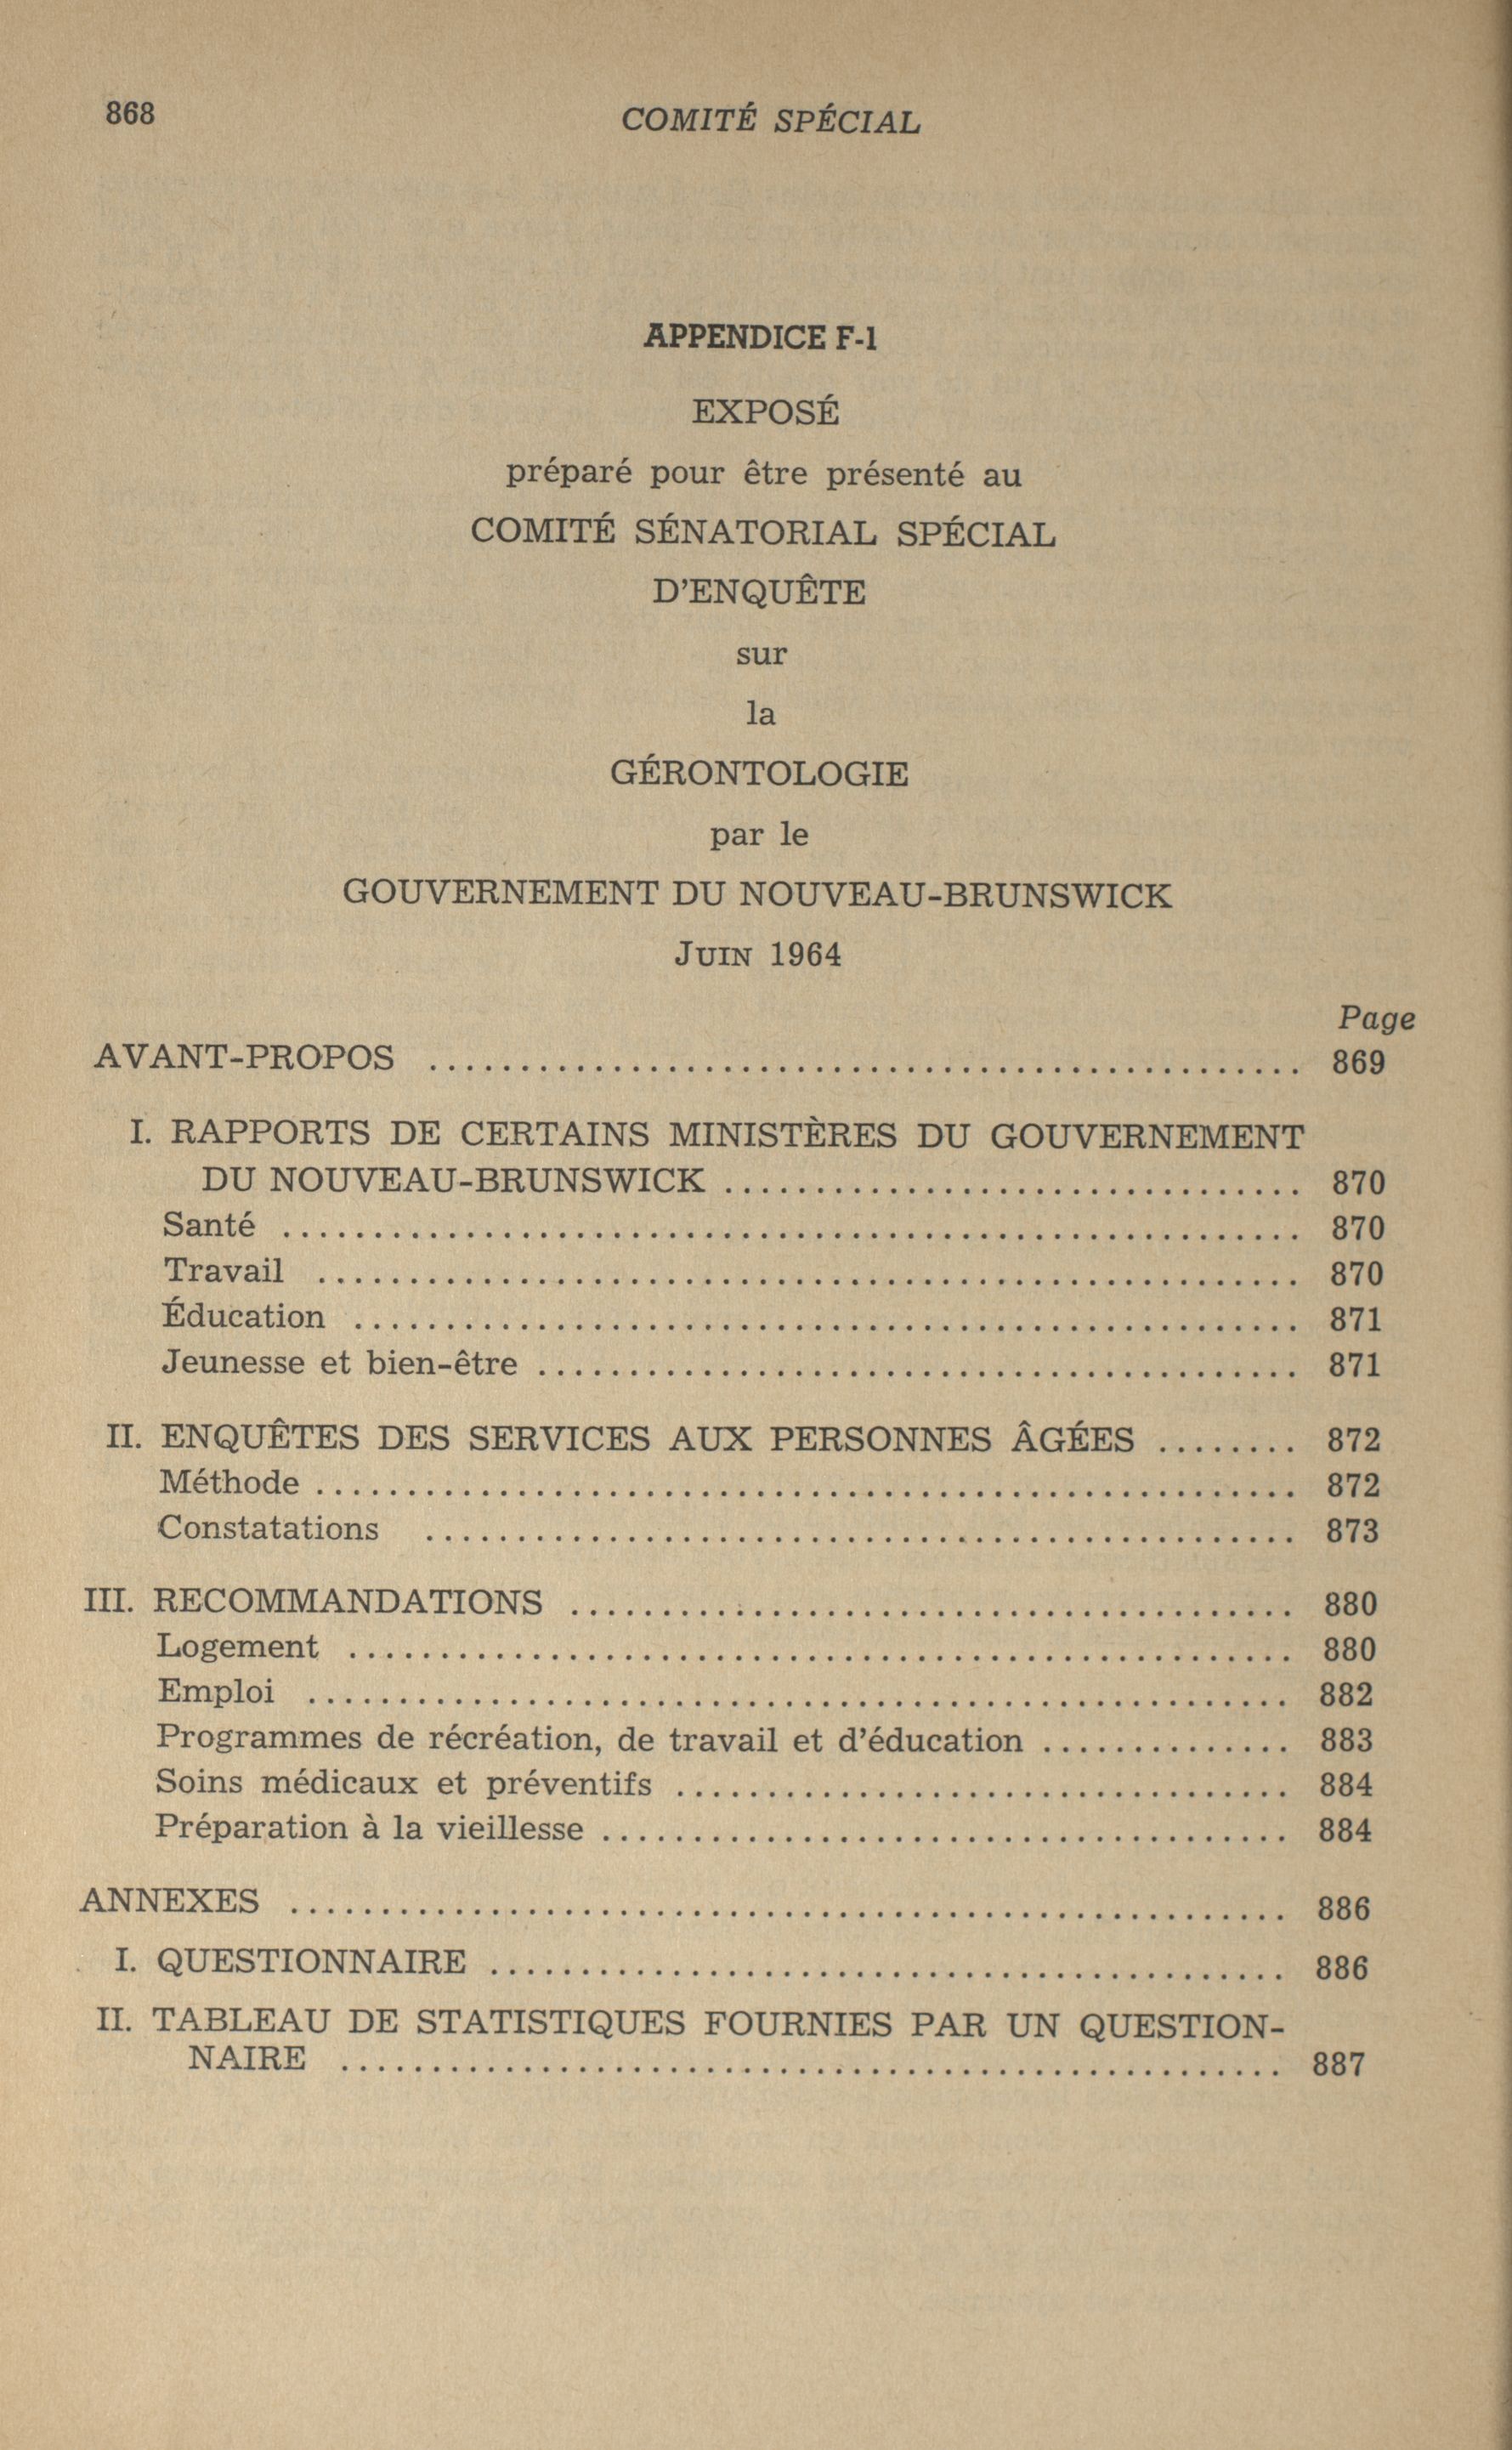 868
COMITÉ SPÉCIAL
APPENDICE F-1
EXPOSÉ
préparé pour être présenté au
COMITÉ SÉNATORIAL SPÉCIAL
D'ENQUÊTE
sur
la
GÉRONTOLOGIE
par le
GOUVERNEMENT DU NOUVEAU-BRUNSWICK
JUIN 1964
Page
AVANT-PROPOS ........ 869
I. RAPPORTS DE CERTAINS MINISTÈRES DU GOUVERNEMENT
DU NOUVEAU-BRUNSWICK ........ 870
Santé ........ 870
Travail ........ 870
Éducation ........ 871
Jeunesse et bien-être ........ 871
II. ENQUÊTES DES SERVICES AUX PERSONNES ÂGÉES ........ 872
Méthode ........ 872
Constatations ........ 873
III. RECOMMANDATIONS ........ 880
Logement ........ 880
Emploi ........ 882
Programmes de récréation, de travail et d'éducation ........ 883
Soins médicaux et préventifs ........ 884
Préparation à la vieillesse ........ 884
ANNEXES ........ 886
I. QUESTIONNAIRE ........ 886
II. TABLEAU DE STATISTIQUES FOURNIES PAR UN QUESTION-
NAIRE ........ 887